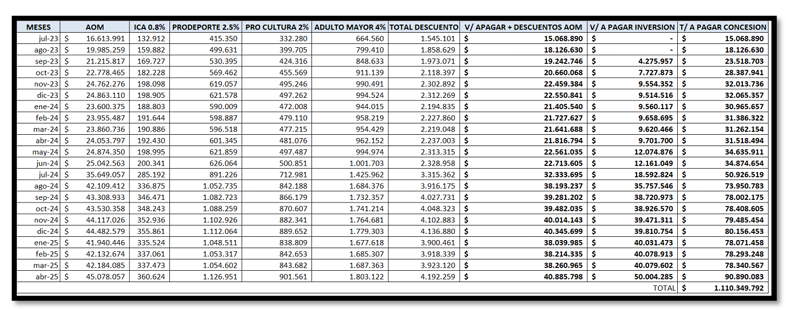 MESES AOM ICA 0.8% PRODEPORTE 2.5% PRO CULTURA 2% ADULTO MAYOR 4% TOTAL DESCUENTO V/ APAGAR + DESCUENTOS AOM V/ A PAGAR INVERSION T/ A PAGAR CONCESION
jul-23 $ 16.613.991 132.912 415.350 332.280 664.560 1.545.101 $ 15.068.890 $ - $ 15.068.890
ago-23 $ 19.985.259 159.882 499.631 399.705 799.410 1.858.629 $ 18.126.630 $ - $ 18.126.630
sep-23 $ 21.215.817 169.727 530.395 424.316 848.633 1.973.071 $ 19.242.746 $ 4.275.957 $ 23.518.703
oct-23 $ 22.778.465 182.228 569.462 455.569 911.139 2.118.397 $ 20.660.068 $ 7.727.873 $ 28.387.941
nov-23 $ 24.762.276 198.098 619.057 495.246 990.491 2.302.892 $ 22.459.384 $ 9.554.352 $ 32.013.736
dic-23 $ 24.863.110 198.905 621.578 497.262 994.524 2.312.269 $ 22.550.841 $ 9.514.516 $ 32.065.357
ene-24 $ 23.600.375 188.803 590.009 472.008 944.015 2.194.835 $ 21.405.540 $ 9.560.117 $ 30.965.657
feb-24 $ 23.955.487 191.644 598.887 479.110 958.219 2.227.860 $ 21.727.627 $ 9.658.695 $ 31.386.322
mar-24 $ 23.860.736 190.886 596.518 477.215 954.429 2.219.048 $ 21.641.688 $ 9.620.466 $ 31.262.154
abr-24 $ 24.053.797 192.430 601.345 481.076 962.152 2.237.003 $ 21.816.794 $ 9.701.700 $ 31.518.494
may-24 $ 24.874.350 198.995 621.859 497.487 994.974 2.313.315 $ 22.561.035 $ 12.074.876 $ 34.635.911
jun-24 $ 25.042.563 200.341 626.064 500.851 1.001.703 2.328.958 $ 22.713.605 $ 12.161.049 $ 34.874.654
jul-24 $ 35.649.057 285.192 891.226 712.981 1.425.962 3.315.362 $ 32.333.695 $ 18.592.824 $ 50.926.519
ago-24 $ 42.109.412 336.875 1.052.735 842.188 1.684.376 3.916.175 $ 38.193.237 $ 35.757.546 $ 73.950.783
sep-24 $ 43.308.933 346.471 1.082.723 866.179 1.732.357 4.027.731 $ 39.281.202 $ 38.720.973 $ 78.002.175
oct-24 $ 43.530.358 348.243 1.088.259 870.607 1.741.214 4.048.323 $ 39.482.035 $ 38.926.570 $ 78.408.605
nov-24 $ 44.117.026 352.936 1.102.926 882.341 1.764.681 4.102.883 $ 40.014.143 $ 39.471.311 $ 79.485.454
dic-24 $ 44.482.579 355.861 1.112.064 889.652 1.779.303 4.136.880 $ 40.345.699 $ 39.810.754 $ 80.156.453
ene-25 $ 41.940.446 335.524 1.048.511 838.809 1.677.618 3.900.461 $ 38.039.985 $ 40.031.473 $ 78.071.458
feb-25 $ 42.132.674 337.061 1.053.317 842.653 1.685.307 3.918.339 $ 38.214.335 $ 40.078.913 $ 78.293.248
mar-25 $ 42.184.085 337.473 1.054.602 843.682 1.687.363 3.923.120 $ 38.260.965 $ 40.079.602 $ 78.340.567
abr-25 $ 45.078.057 360.624 1.126.951 901.561 1.803.122 4.192.259 $ 40.885.798 $ 50.004.285 $ 90.890.083
TOTAL $ 1.110.349.792